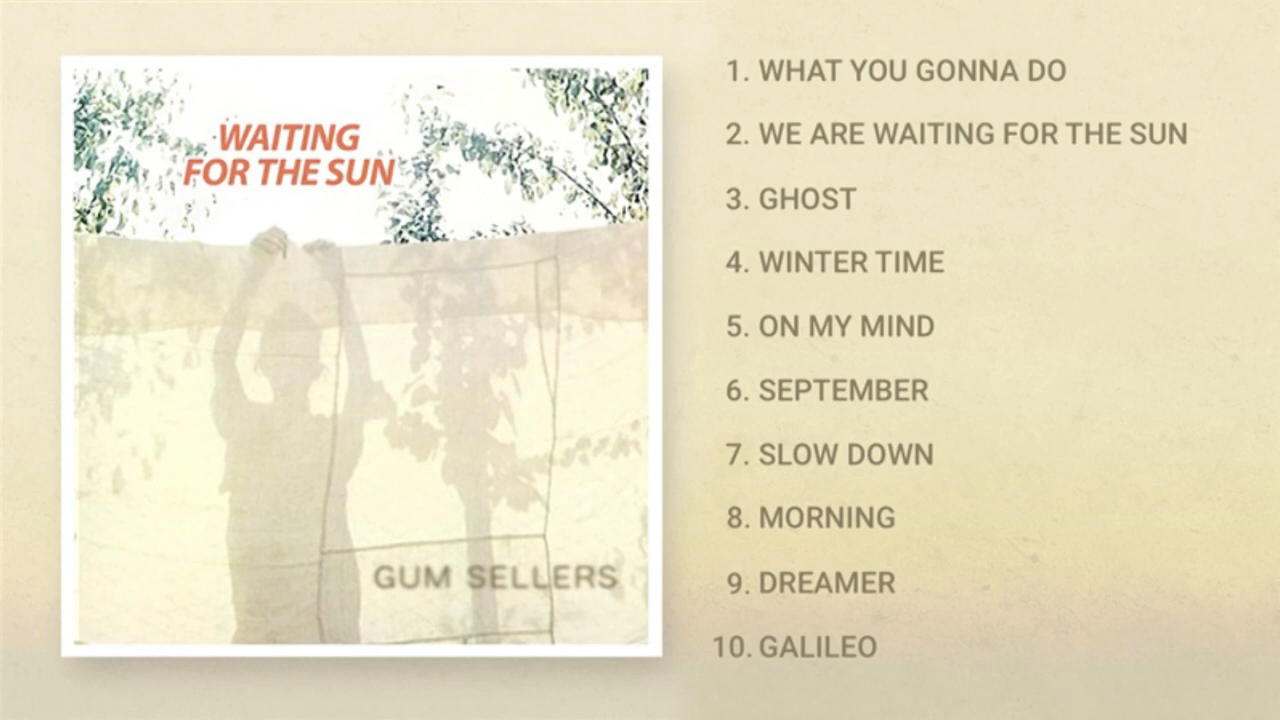 WAITING
FOR THE SUN
GUM SELLERS
1. WHAT YOU GONNA DO
2. WE ARE WAITING FOR THE SUN
3. GHOST
4. WINTER TIME
5. ON MY MIND
6. SEPTEMBER
7. SLOW DOWN
8. MORNING
9. DREAMER
10. GALILEO